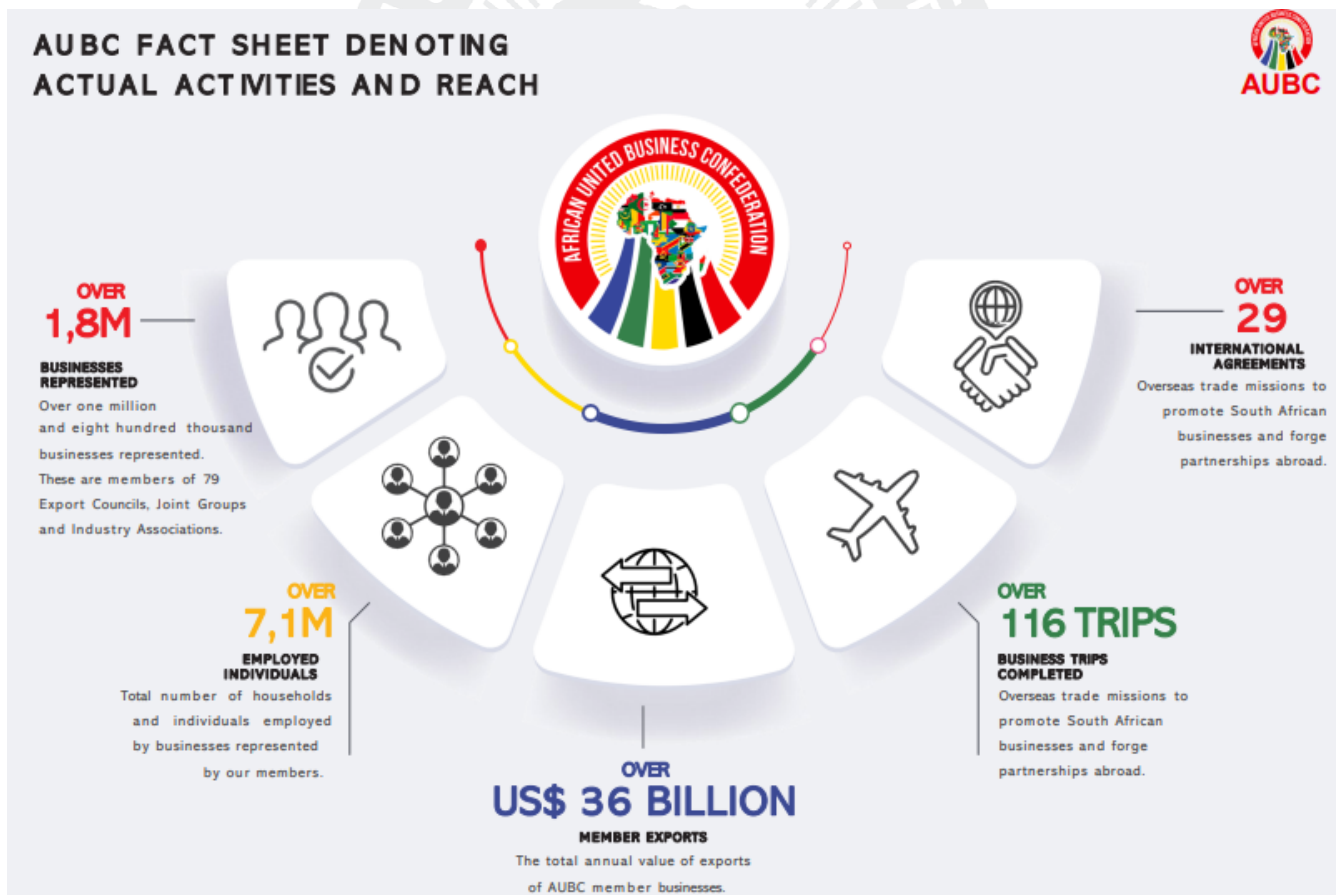 AUBC FACT SHEET DENOTING
ACTUAL ACTIVITIES AND REACH
AUBC
AFRICAN UNITED BUSINESS CONFEDERATION
OVER
1,8M
BUSINESSES
REPRESENTED
Over one million
and eight hundred thousand
businesses represented.
These are members of 79
Export Councils, Joint Groups
and Industry Associations.
OVER
7,1M
EMPLOYED
INDIVIDUALS
Total number of households
and individuals employed
by businesses represented
by our members.
OVER
US$ 36 BILLION
MEMBER EXPORTS
The total annual value of exports
of AUBC member businesses.
OVER
116 TRIPS
BUSINESS TRIPS
COMPLETED
Overseas trade missions to
promote South African
businesses and forge
partnerships abroad.
OVER
29
INTERNATIONAL
AGREEMENTS
Overseas trade missions to
promote South African
businesses and forge
partnerships abroad.